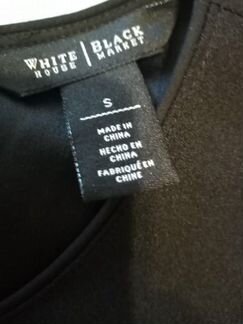 WHITE | BLACK
HOUSE | MARKET
S
MADE IN
CHINA
HECHO EN
CHINA
FABRIQUÉ EN
CHINE